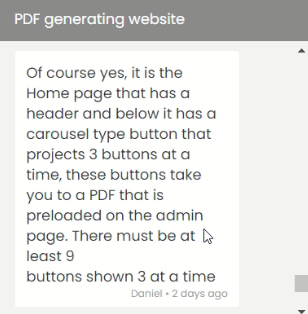 PDF generating website
Of course yes, it is the
Home page that has a
header and below it has a
carousel type button that
projects 3 buttons at a
time, these buttons take
you to a PDF that is
preloaded on the admin
page. There must be at
least 9
buttons shown 3 at a time
Daniel • 2 days ago